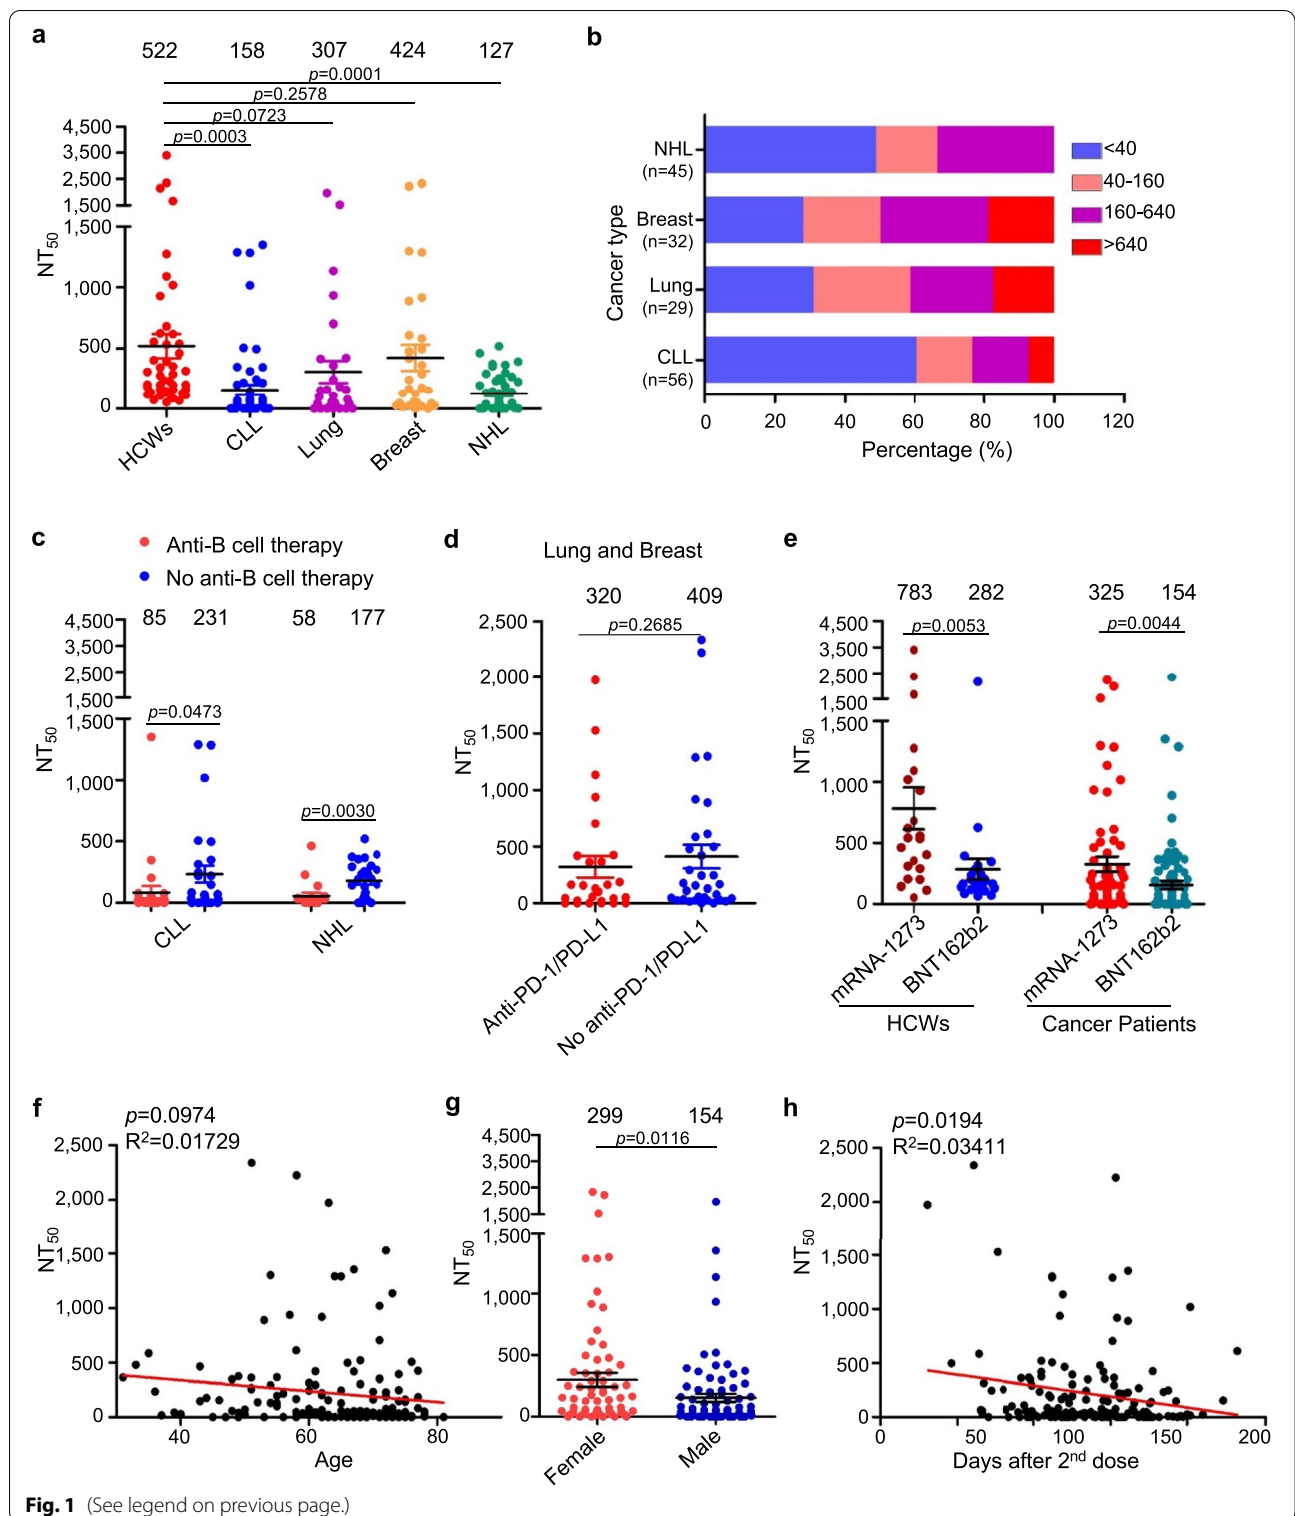 a
522 158 307 424 127
p=0.0001
p=0.2578
p=0.0723
p=0.0003
4,500
3,500
2,500
1,500
1,500
1,000
500
0
NT50
HCWs CLL Lung Breast NHL
b
Cancer type
NHL
(n=45)
Breast
(n=32)
Lung
(n=29)
CLL
(n=56)
<40
40-160
160-640
>640
0 20 40 60 80 100 120
Percentage (%)
c
Anti-B cell therapy
No anti-B cell therapy
85 231 58 177
4,500
3,500
2,500
1,500
1,500
1,000
500
0
NT50
p=0.0473
p=0.0030
CLL NHL
d
Lung and Breast
320 409
p=0.2685
2,500
2,000
1,500
1,000
500
0
NT50
Anti-PD-1/PD-L1 No anti-PD-1/PD-L1
e
783 282 325 154
p=0.0053 p=0.0044
4,500
3,500
2,500
1,500
1,500
1,000
500
0
NT50
mRNA-1273 BNT162b2 mRNA-1273 BNT162b2
HCWs Cancer Patients
f
p=0.0974
R2=0.01729
2,500
2,000
1,500
1,000
500
0
NT50
40 60 80
Age
g
299 154
p=0.0116
4,500
3,500
2,500
1,500
1,500
1,000
500
0
NT50
Female Male
h
p=0.0194
R2=0.03411
2,500
2,000
1,500
1,000
500
0
NT50
0 50 100 150 200
Days after 2nd dose
Fig. 1 (See legend on previous page.)